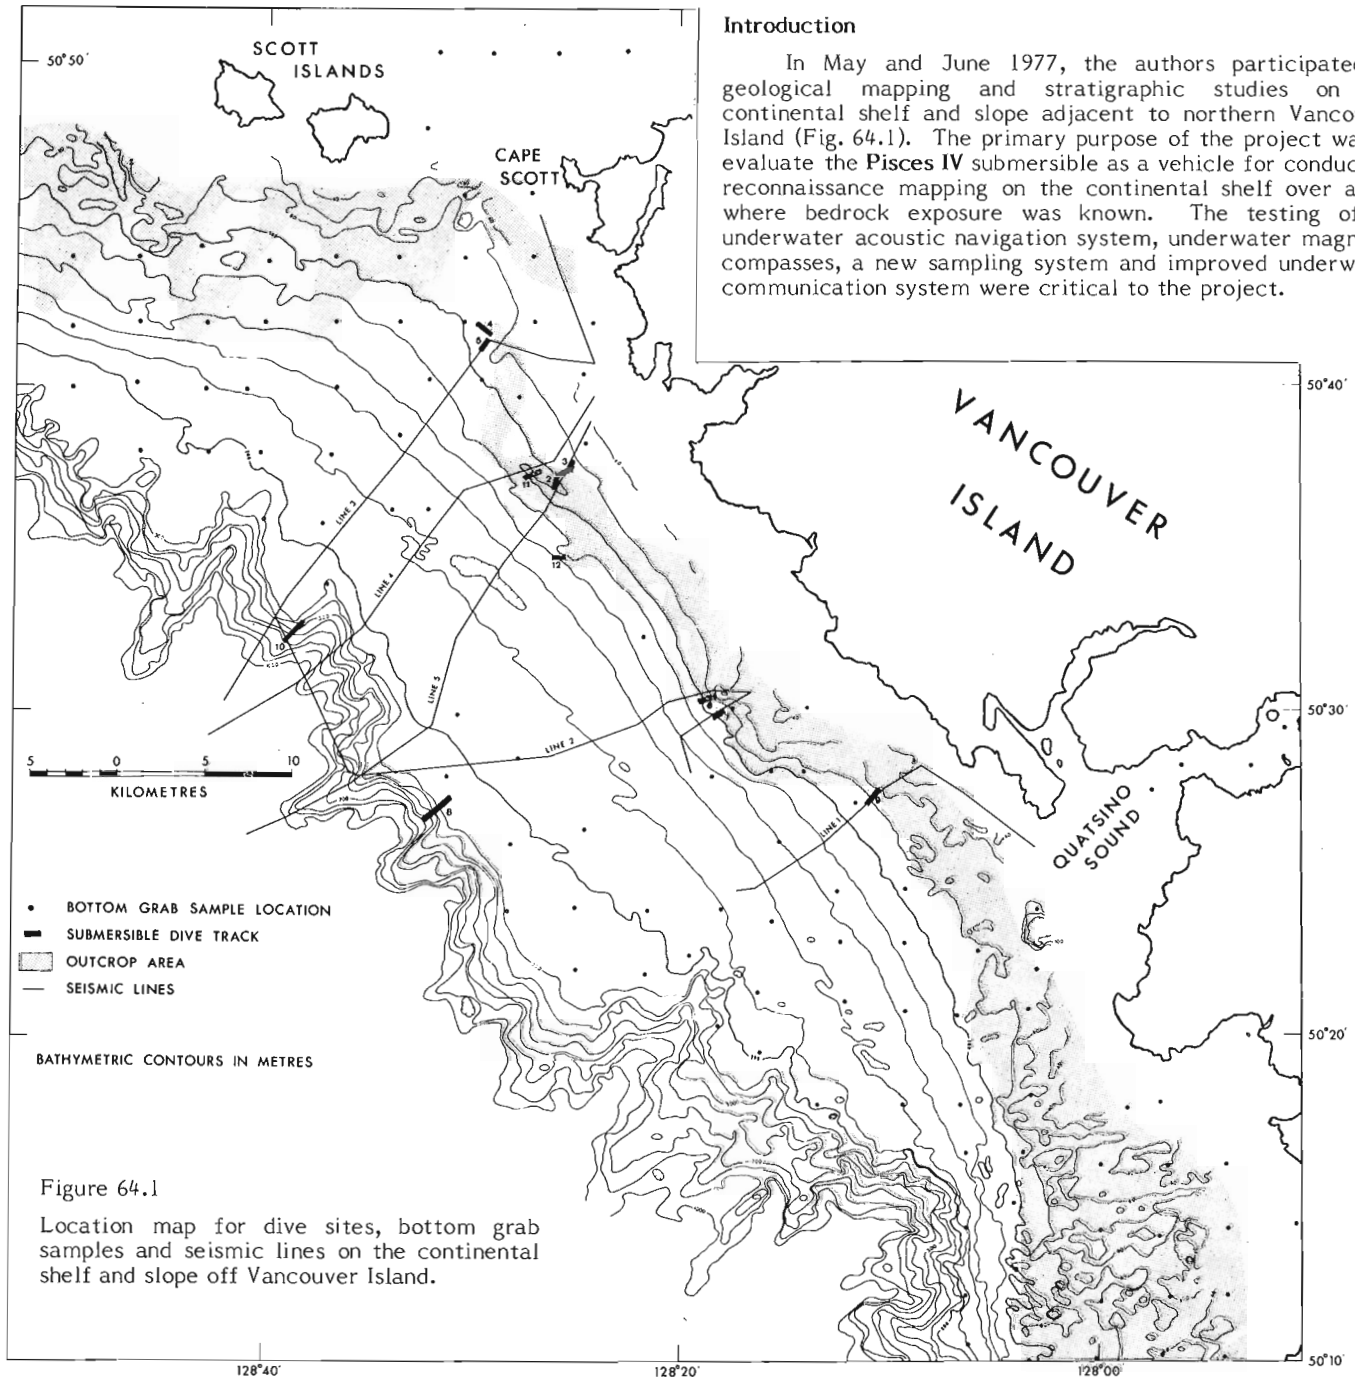 Introduction
In May and June 1977, the authors participated
geological mapping and stratigraphic studies on
continental shelf and slope adjacent to northern Vanco
Island (Fig. 64.1). The primary purpose of the project wa
evaluate the Pisces IV submersible as a vehicle for conduc
reconnaissance mapping on the continental shelf over a
where bedrock exposure was known. The testing of
underwater acoustic navigation system, underwater magn
compasses, a new sampling system and improved underw
communication system were critical to the project.
50°50'
SCOTT
ISLANDS
CAPE
SCOTT
50°40'
VANCOUVER
ISLAND
LINE 3
LINE 4
LINE 5
LINE 2
LINE 1
4
3
2
11
12
10
8
50°30'
QUATSINO
SOUND
5 0 5 10
KILOMETRES
BOTTOM GRAB SAMPLE LOCATION
SUBMERSIBLE DIVE TRACK
OUTCROP AREA
SEISMIC LINES
50°20'
BATHYMETRIC CONTOURS IN METRES
Figure 64.1
Location map for dive sites, bottom grab
samples and seismic lines on the continental
shelf and slope off Vancouver Island.
50°10'
128°40'
128°20'
128°00'